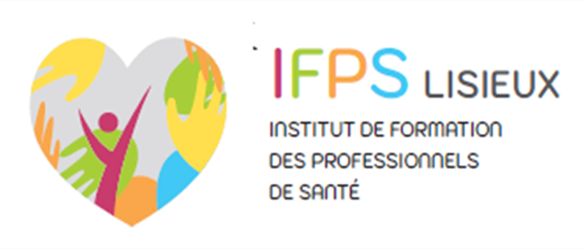 IFPS LISIEUX
INSTITUT DE FORMATION
DES PROFESSIONNELS
DE SANTÉ